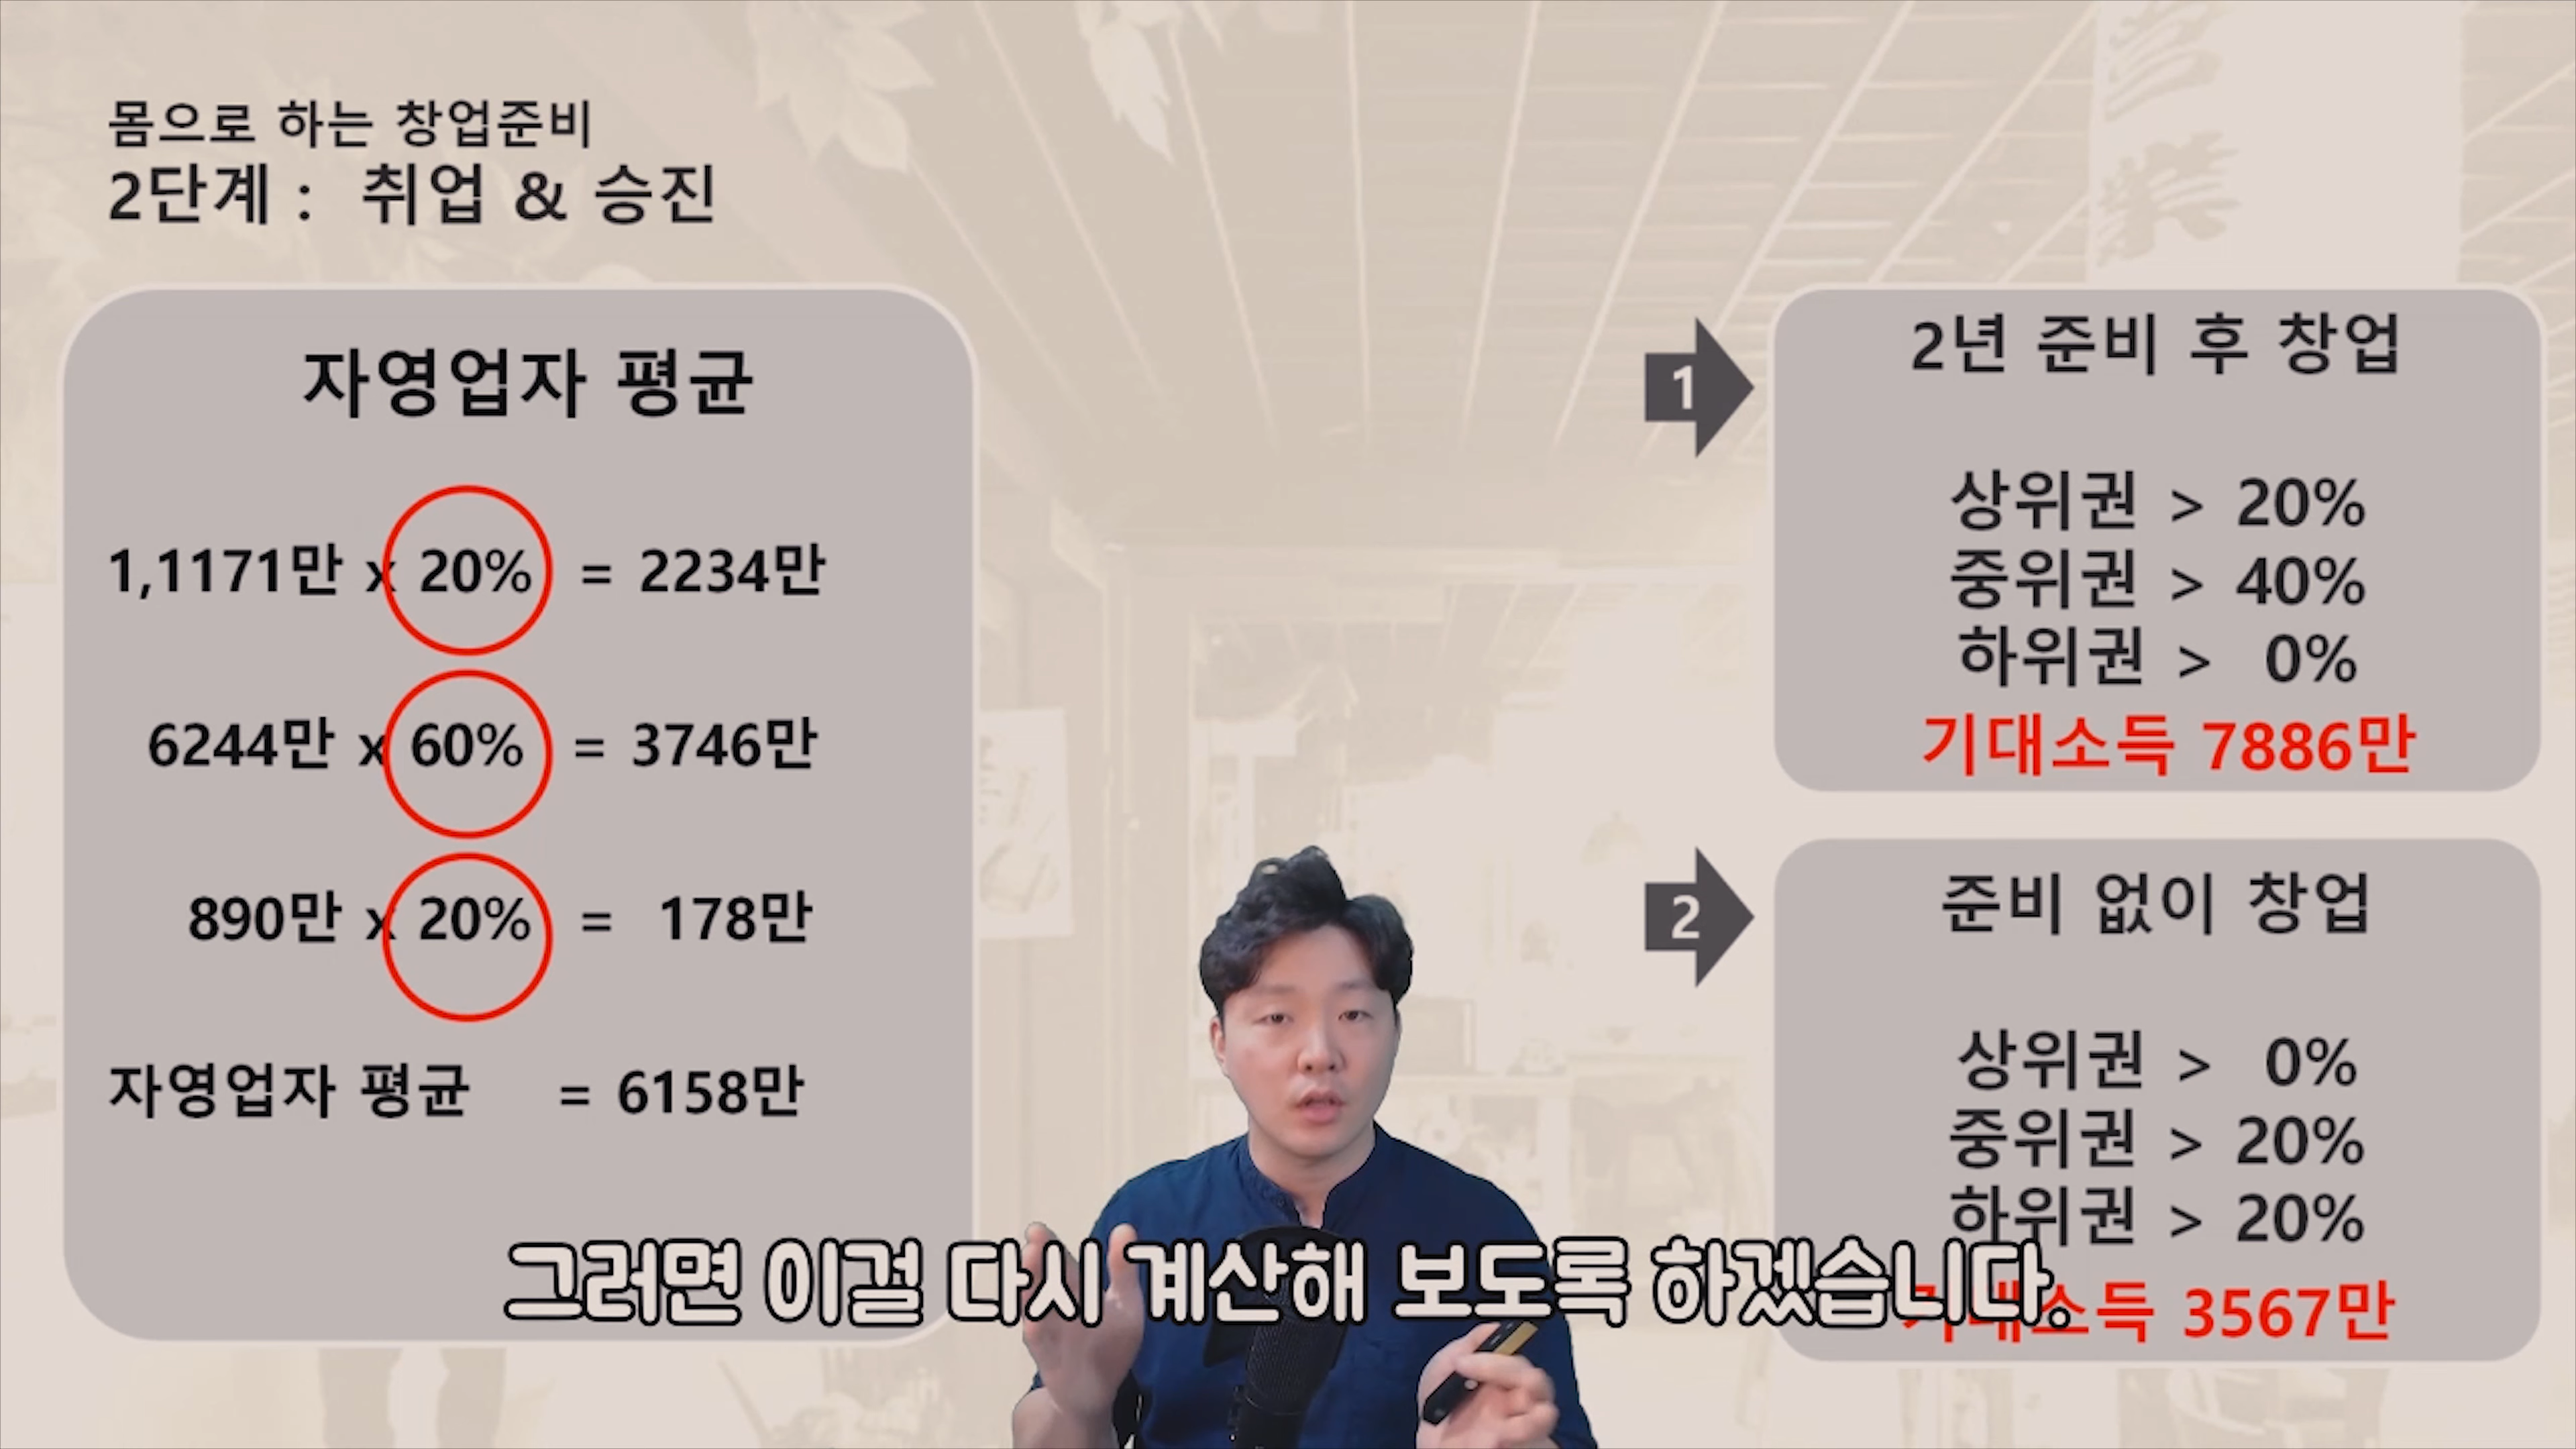 몸으로 하는 창업준비
2단계 : 취업 & 승진
자영업자 평균
1,1171만 x 20% = 2234만
6244만 x 60% = 3746만
890만 x 20% = 178만
자영업자 평균 = 6158만
1
2년 준비 후 창업
상위권 > 20%
중위권 > 40%
하위권 > 0%
기대소득 7886만
2
준비 없이 창업
상위권 > 0%
중위권 > 20%
하위권 > 20%
기대소득 3567만
그러면 이걸 다시 계산해 보도록 하겠습니다.